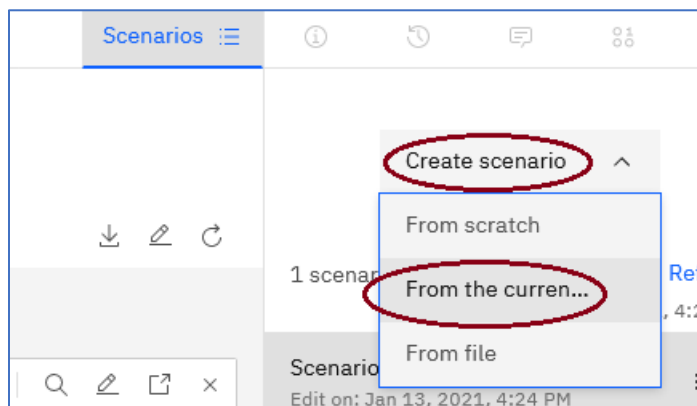 Scenarios
Create scenario
From scratch
1 scenar
From the curren...
Re
, 4:2
From file
Scenario
Edit on: Jan 13, 2021, 4:24 PM